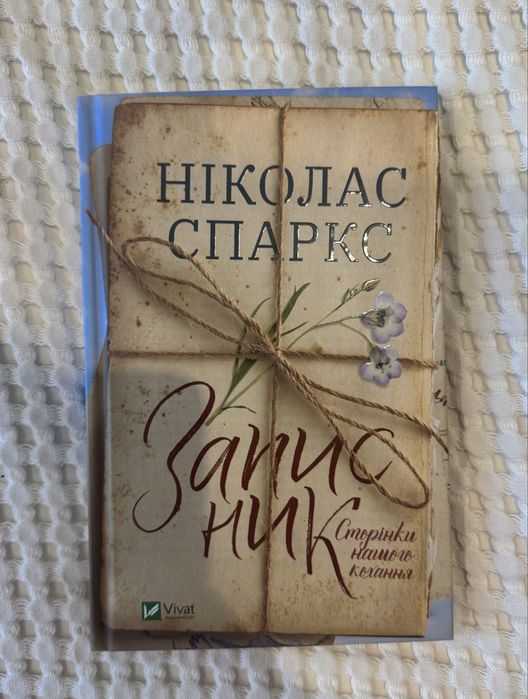 НІКОЛАС
СПАРКС
Запис
ник
Сторінки
нашого
кохання
Vivat